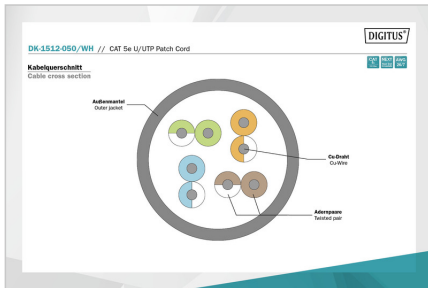 DIGITUS®
DK-1512-050/WH // CAT 5e U/UTP Patch Cord
Kabelquerschnitt
Cable cross section
Außenmantel
Outer jacket
Cu-Draht
Cu-Wire
Adernpaare
Twisted pair